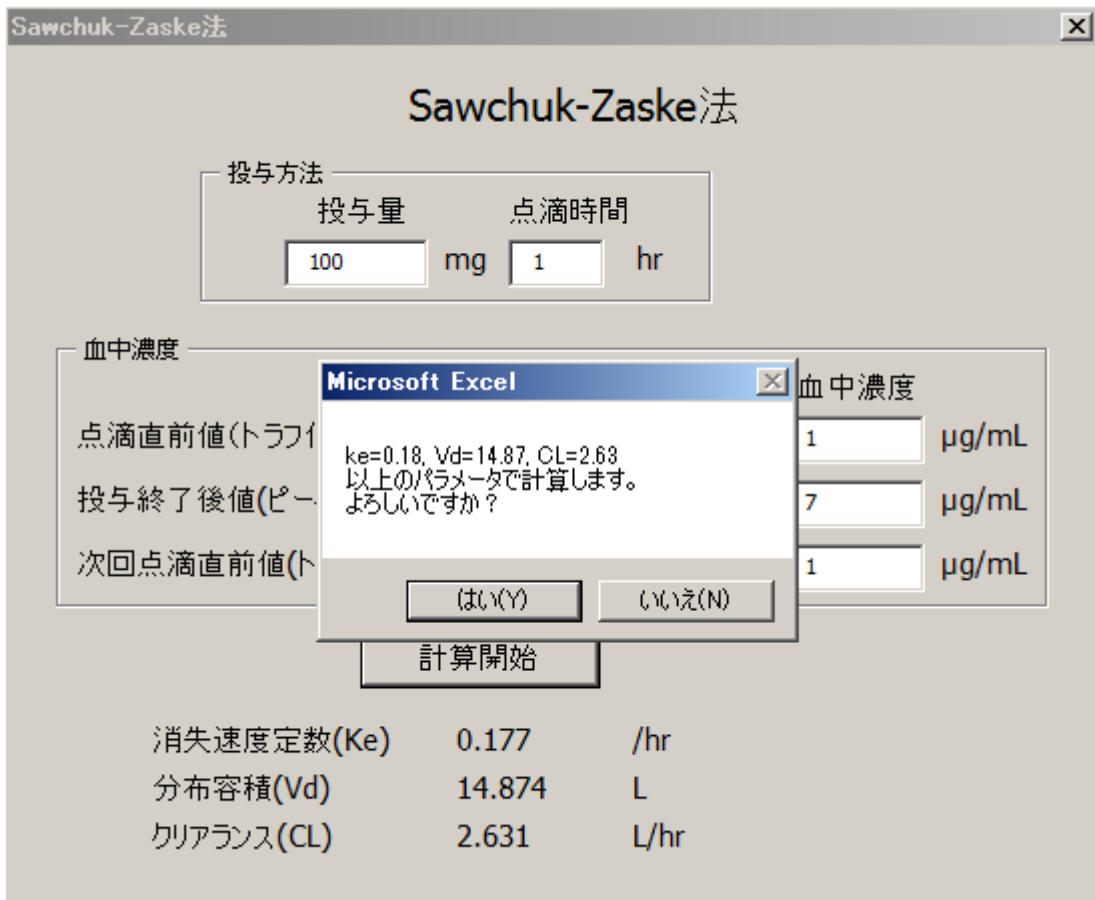 Sawchuk-Zaske法
Sawchuk-Zaske法
投与方法
投与量 点滴時間
100 mg 1 hr
血中濃度
血中濃度
点滴直前値(トラフ 1 µg/mL
投与終了後値(ピー 7 µg/mL
次回点滴直前値(ト 1 µg/mL
Microsoft Excel
ke=0.18, Vd=14.87, CL=2.63
以上のパラメータで計算します。
よろしいですか？
はい(Y) いいえ(N)
計算開始
消失速度定数(Ke) 0.177 /hr
分布容積(Vd) 14.874 L
クリアランス(CL) 2.631 L/hr